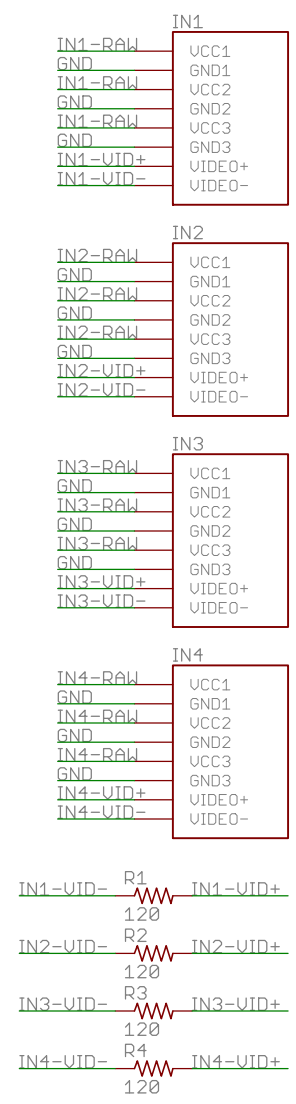 IN1
IN1-RAW VCC1
GND GND1
IN1-RAW VCC2
GND GND2
IN1-RAW VCC3
GND GND3
IN1-VID+ VIDEO+
IN1-VID- VIDEO-
IN2
IN2-RAW VCC1
GND GND1
IN2-RAW VCC2
GND GND2
IN2-RAW VCC3
GND GND3
IN2-VID+ VIDEO+
IN2-VID- VIDEO-
IN3
IN3-RAW VCC1
GND GND1
IN3-RAW VCC2
GND GND2
IN3-RAW VCC3
GND GND3
IN3-VID+ VIDEO+
IN3-VID- VIDEO-
IN4
IN4-RAW VCC1
GND GND1
IN4-RAW VCC2
GND GND2
IN4-RAW VCC3
GND GND3
IN4-VID+ VIDEO+
IN4-VID- VIDEO-
R1
IN1-VID- IN1-VID+
120
R2
IN2-VID- IN2-VID+
120
R3
IN3-VID- IN3-VID+
120
R4
IN4-VID- IN4-VID+
120